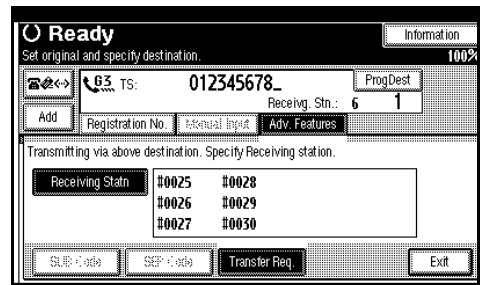 Ready
Information
Set original and specify destination.
100%
G3 TS: 012345678_
ProgDest
Receivg. Stn.: 6 1
Add
Registration No.
Manual Input
Adv. Features
Transmitting via above destination. Specify Receiving station.
Receiving Statn
#0025 #0028
#0026 #0029
#0027 #0030
SUB Code
SEP Code
Transfer Req.
Exit